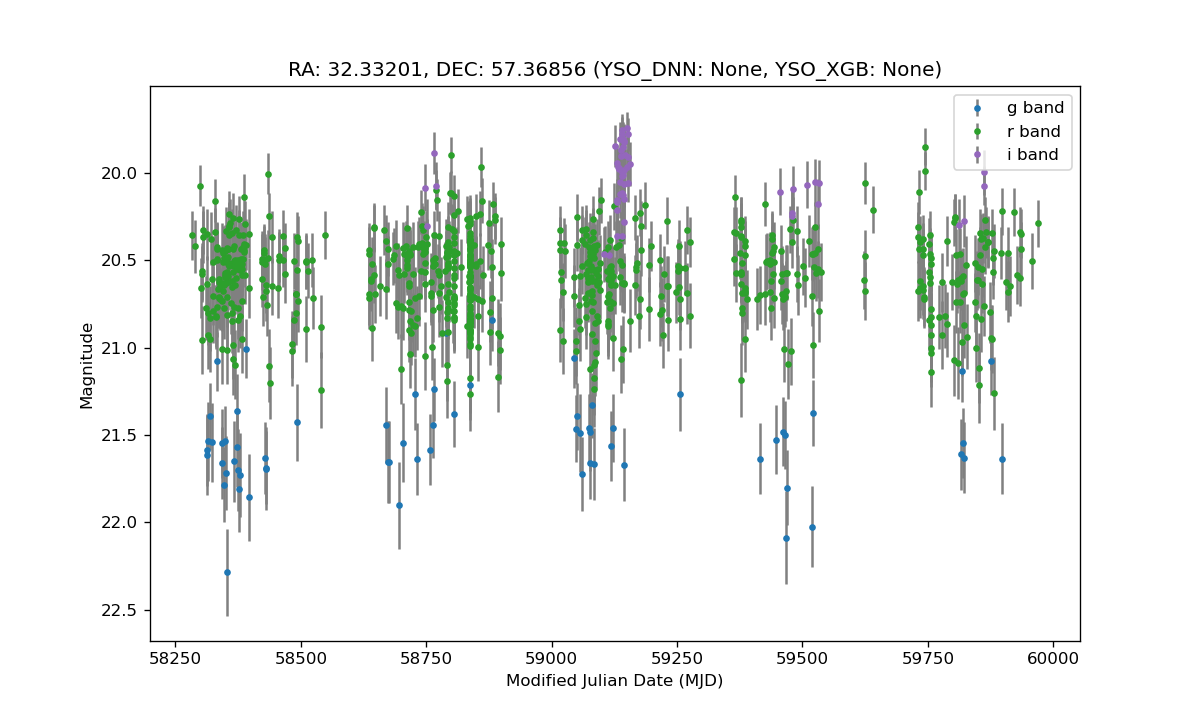 RA: 32.33201, DEC: 57.36856 (YSO_DNN: None, YSO_XGB: None)
g band
r band
i band
20.0
20.5
21.0
21.5
22.0
22.5
Magnitude
58250 58500 58750 59000 59250 59500 59750 60000
Modified Julian Date (MJD)